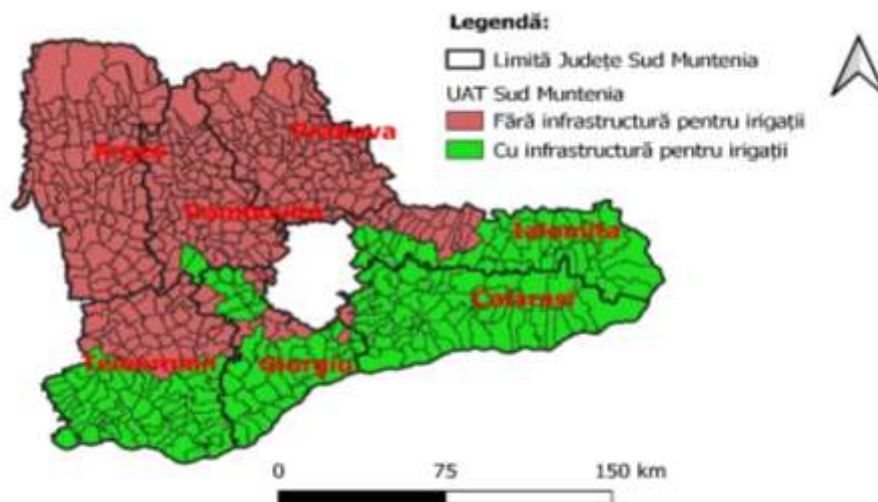 Legendă:
Limită Județe Sud Muntenia
UAT Sud Muntenia
Fără infrastructură pentru irigații
Cu infrastructură pentru irigații
Prahova
Argeș
Dâmbovița
Ialomița
Călărași
Teleorman
Giurgiu
0 75 150 km